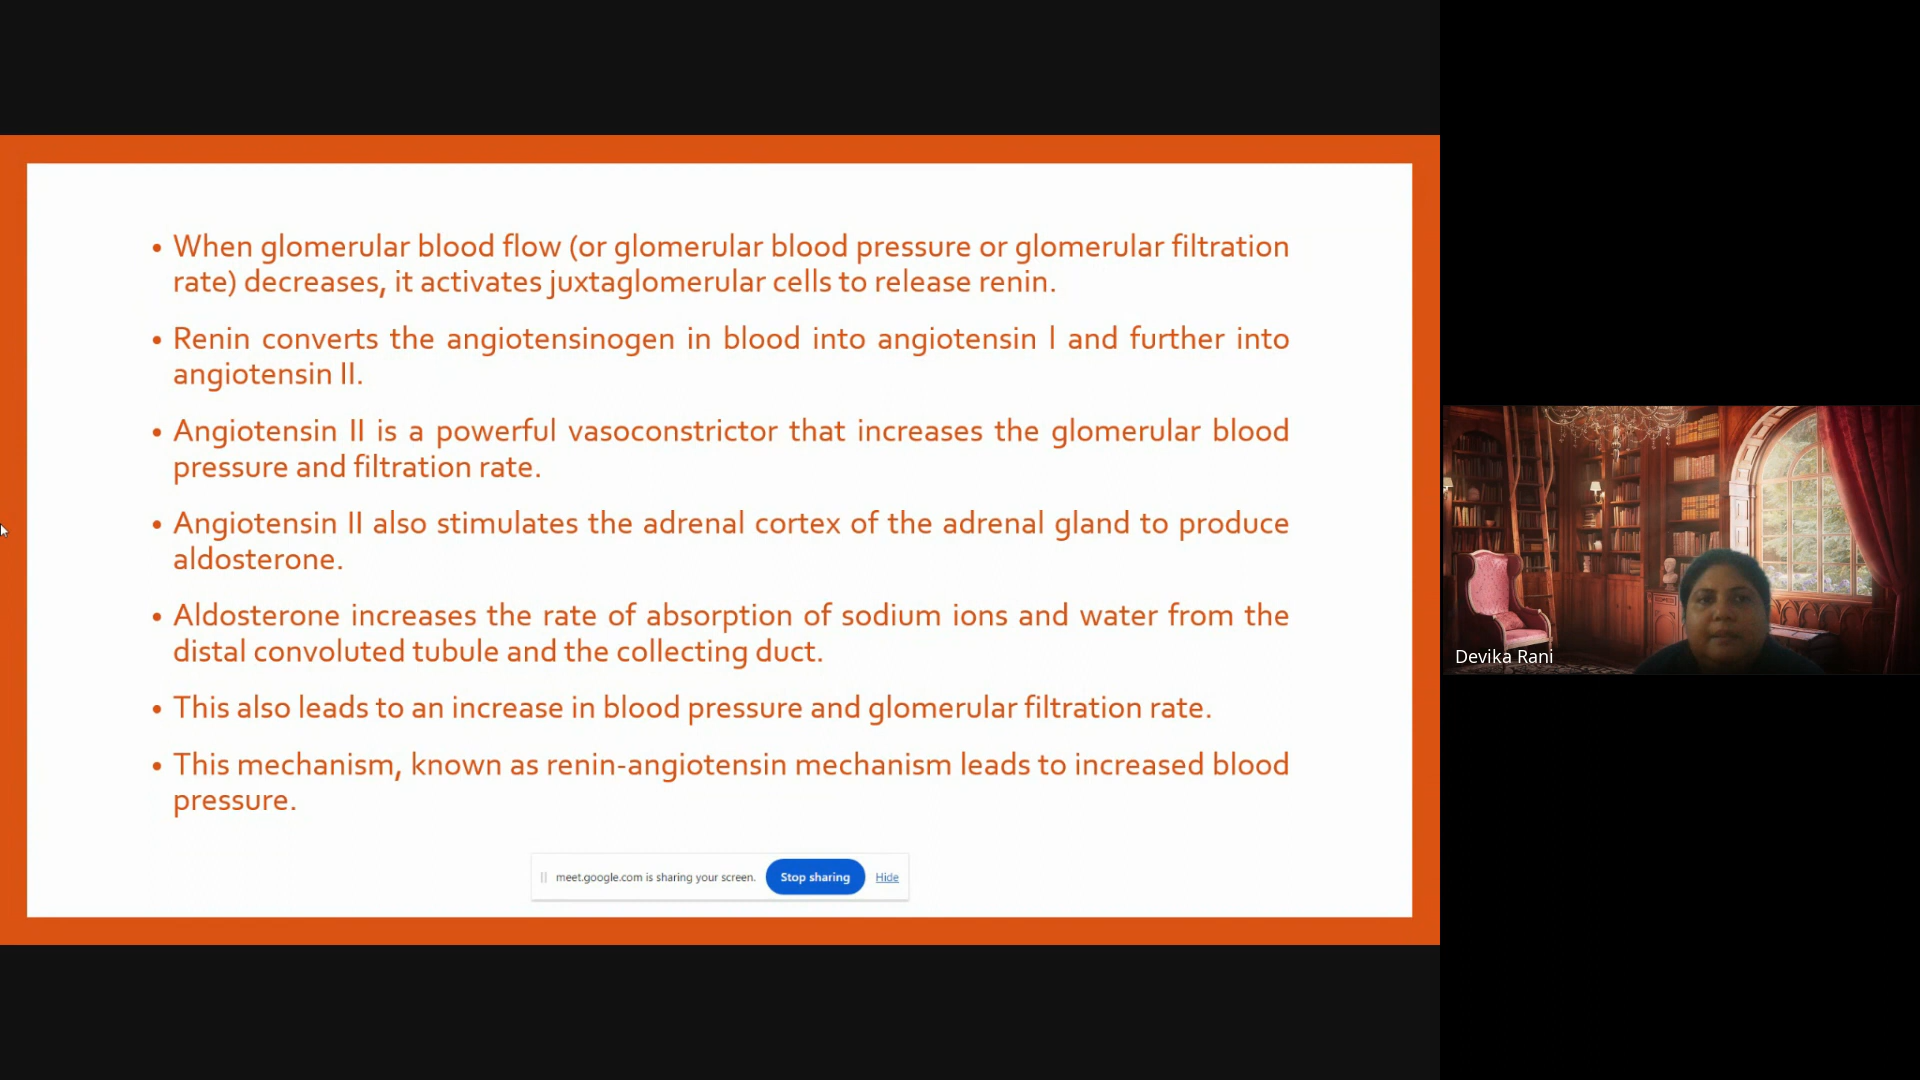 • When glomerular blood flow (or glomerular blood pressure or glomerular filtration
rate) decreases, it activates juxtaglomerular cells to release renin.
• Renin converts the angiotensinogen in blood into angiotensin l and further into
angiotensin ll.
• Angiotensin II is a powerful vasoconstrictor that increases the glomerular blood
pressure and filtration rate.
• Angiotensin II also stimulates the adrenal cortex of the adrenal gland to produce
aldosterone.
• Aldosterone increases the rate of absorption of sodium ions and water from the
distal convoluted tubule and the collecting duct.
• This also leads to an increase in blood pressure and glomerular filtration rate.
• This mechanism, known as renin-angiotensin mechanism leads to increased blood
pressure.
meet.google.com is sharing your screen. Stop sharing Hide
Devika Rani